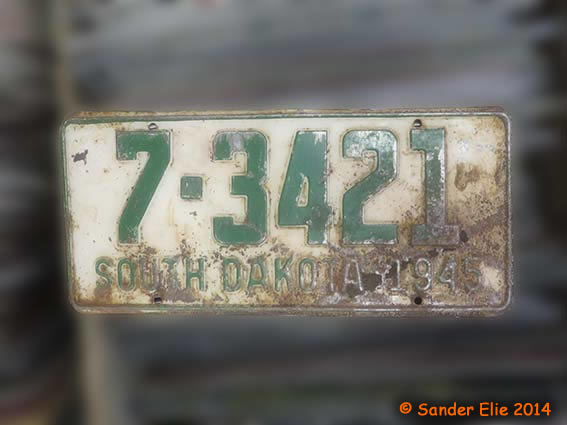 7-3421
SOUTH DAKOTA-1945
© Sander Elie 2014